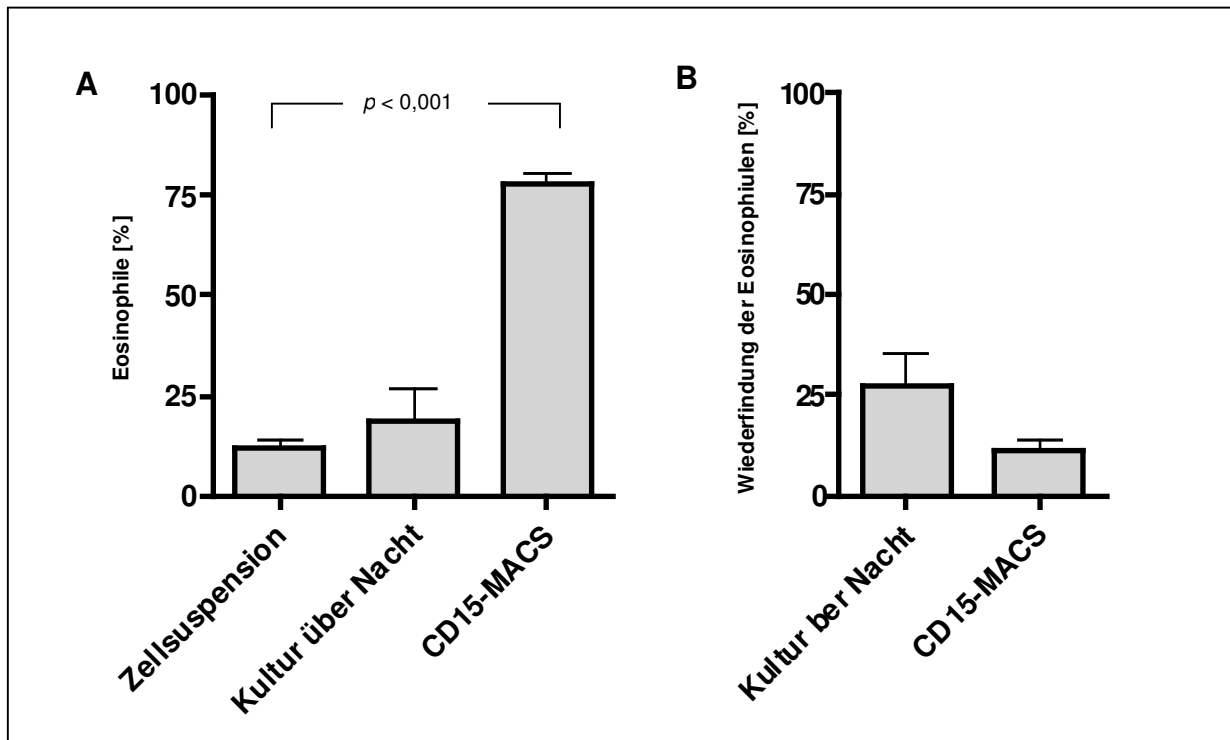 A
100
75
50
25
0
Eosinophile [%]
p < 0,001
Zellsuspension
Kultur über Nacht
CD15-MACS
B
100
75
50
25
0
Wiederfindung der Eosinophiulen [%]
Kultur ber Nacht
CD15-MACS